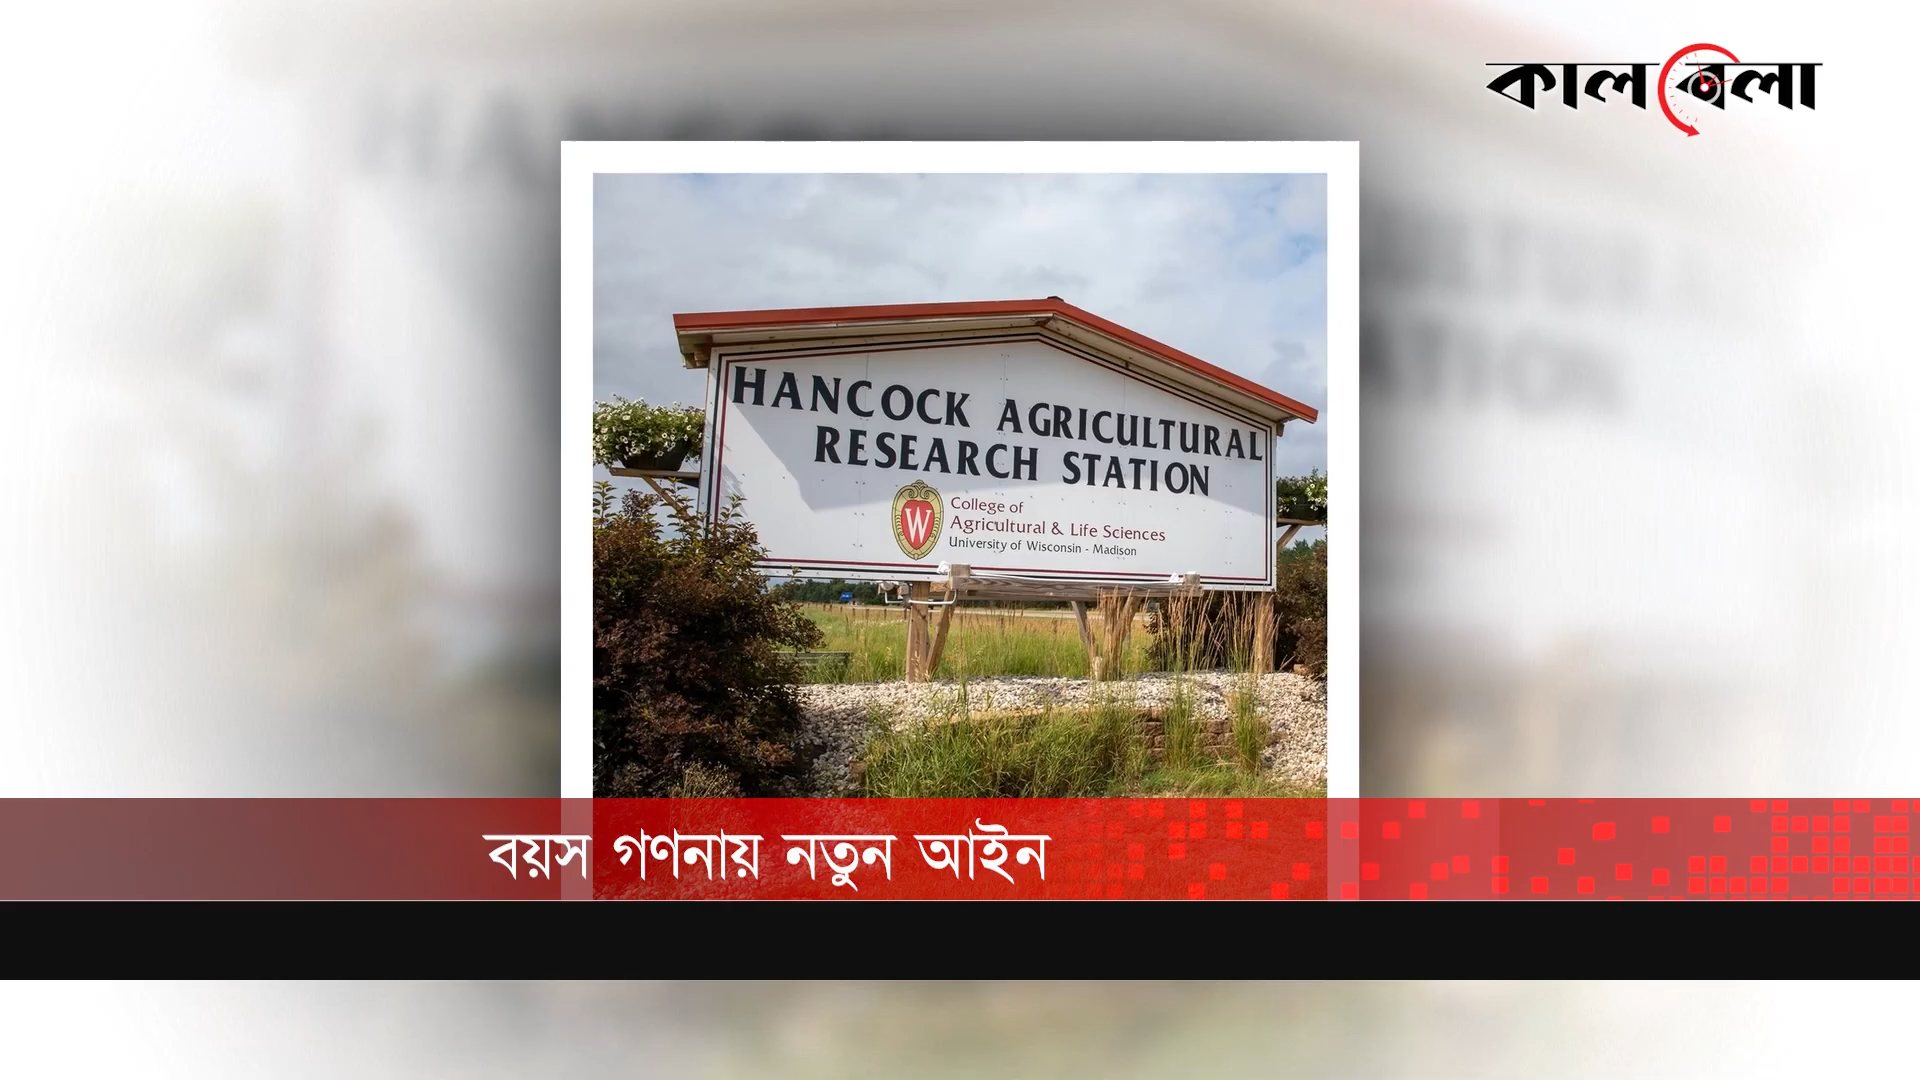 কালবেলা
HANCOCK AGRICULTURAL
RESEARCH STATION
W
College of
Agricultural & Life Sciences
University of Wisconsin - Madison
বয়স গণনায় নতুন আইন